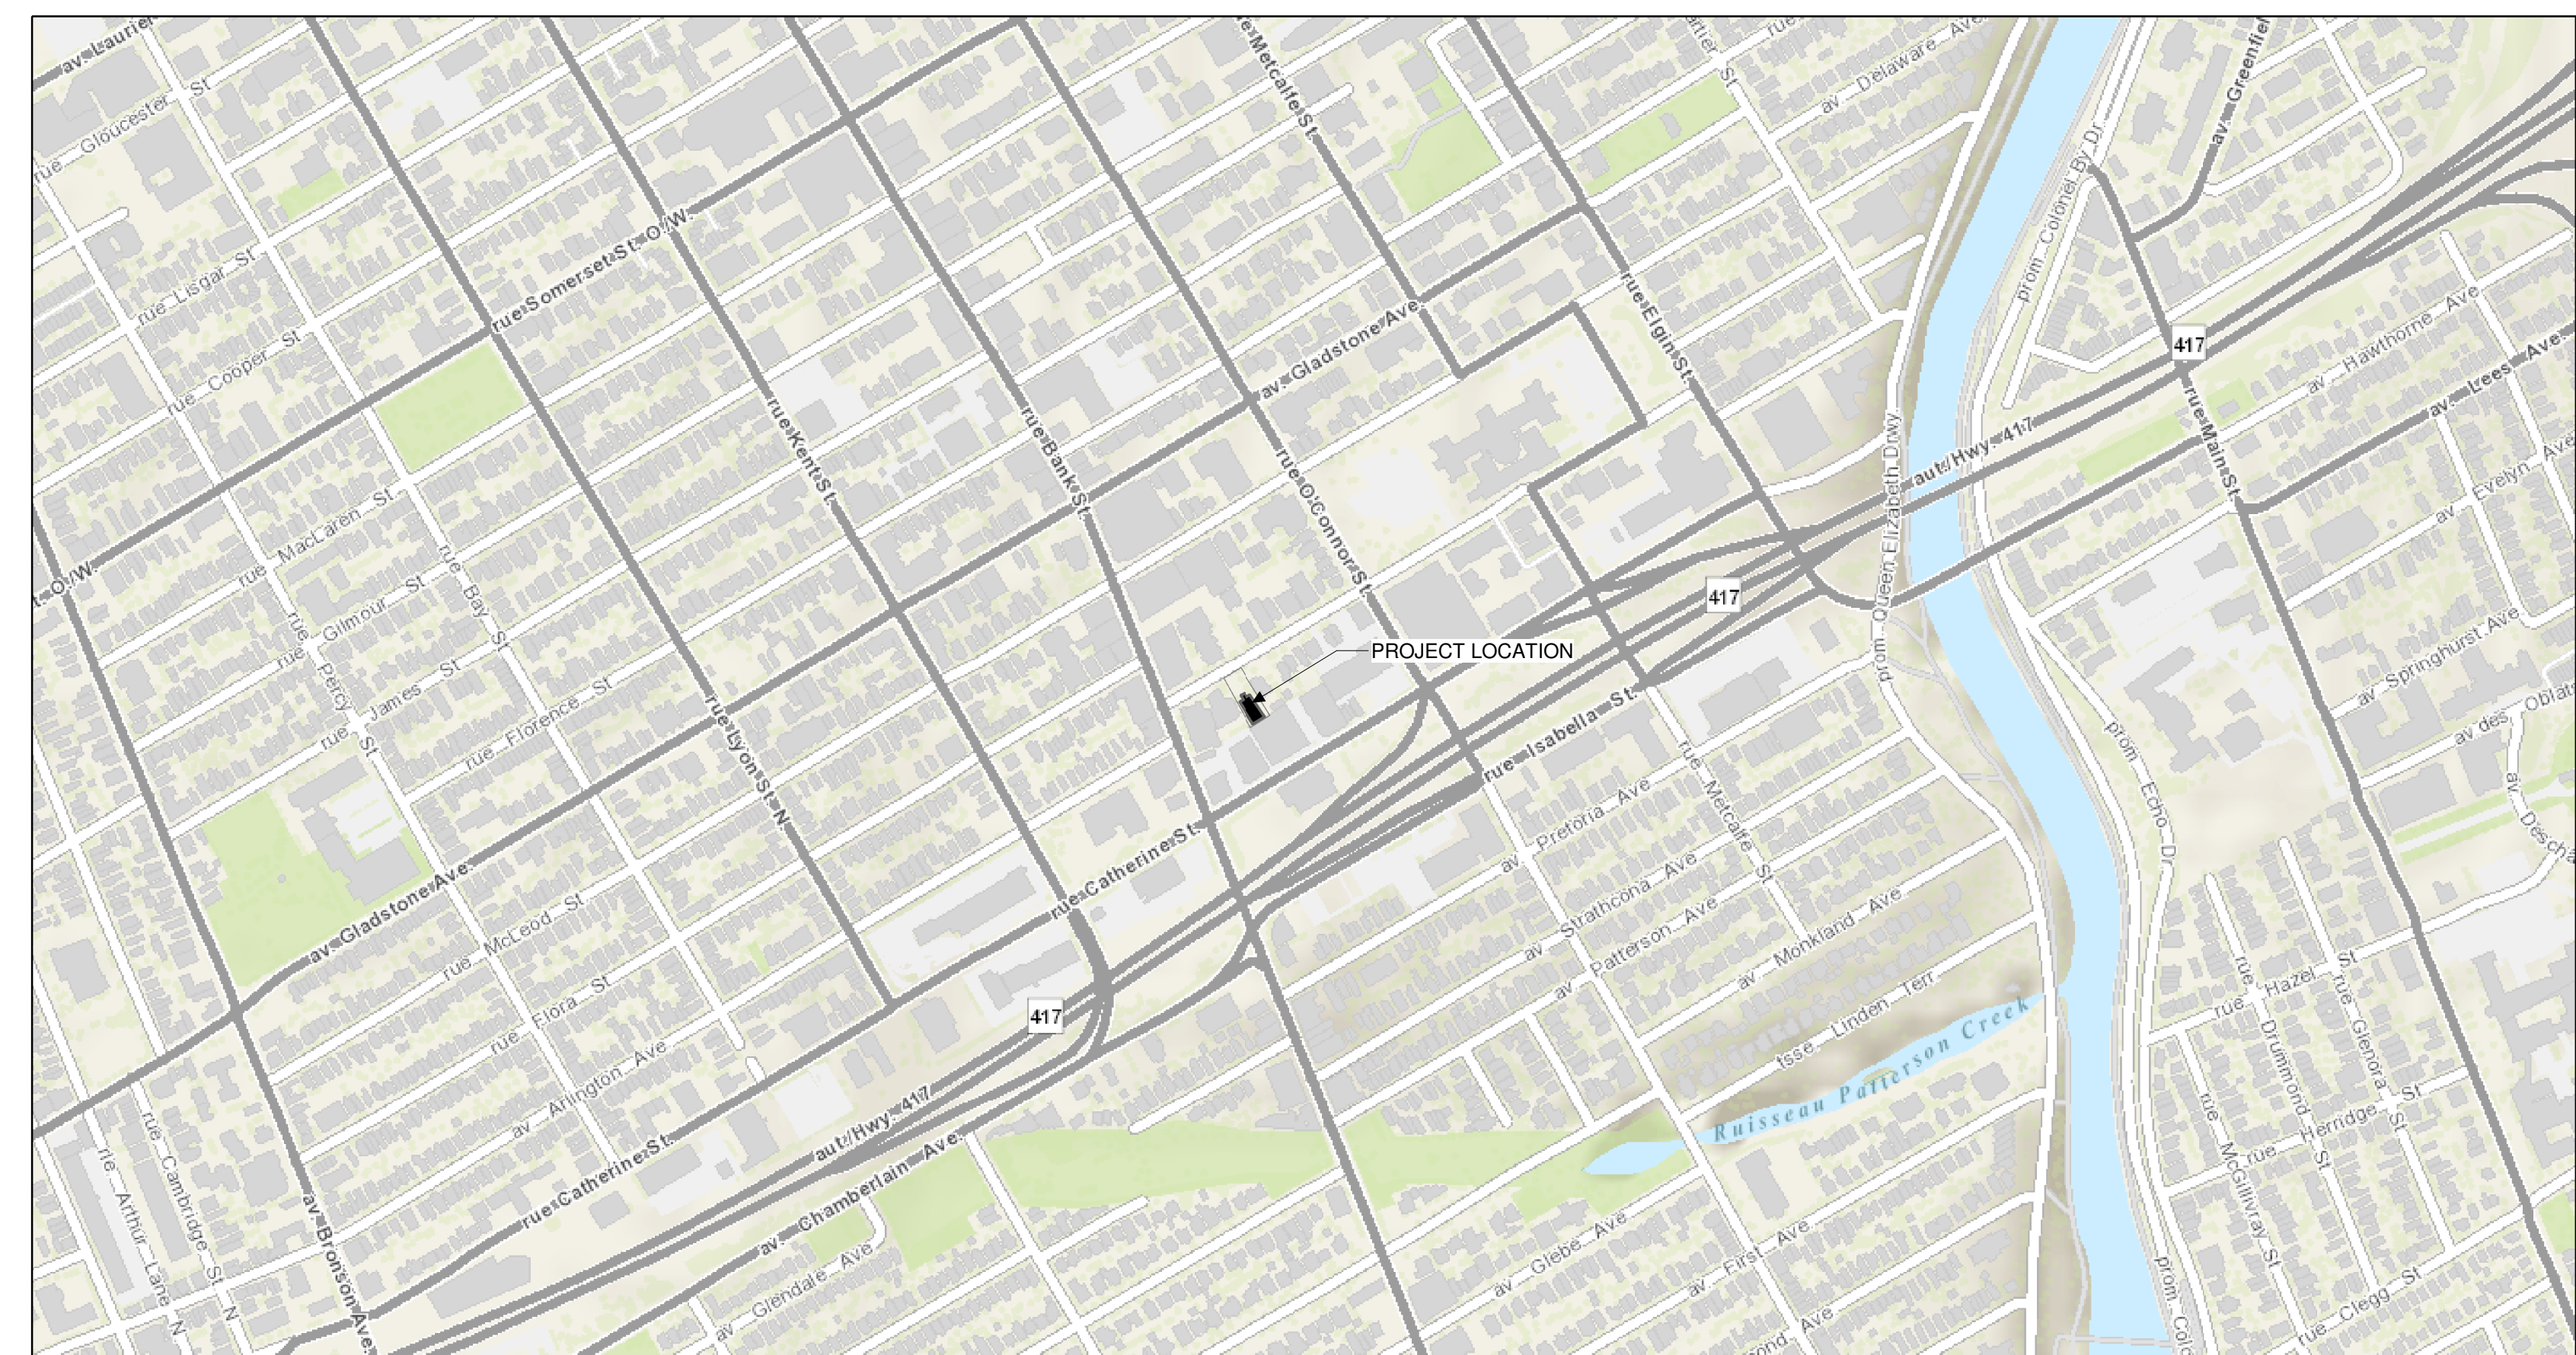 av. Laurier
rue Gloucester St
rue Metcalfe St.
rue
av Delaware Ave
av. Greenfiel
rue Lisgar St
rue Somerset St. O./W.
rue Cooper St
prom Colonel By Dr
rue Elgin St.
av. Gladstone Ave.
417
av Hawthorne Ave
av. Lees Ave.
rue Kent St.
rue Bank St.
rue O'Connor St.
prom Queen Elizabeth Drwy
aut./Hwy. 417
rue Main St.
av Evelyn Ave
rue MacLaren St
t. O./W.
rue Bay St
rue Gilmour St
rue Percy St
rue James St
rue Florence St
417
PROJECT LOCATION
av Springhurst Ave
av des Oblats
rue Lyon St. N.
rue Isabella St.
rue Metcalfe St
av Pretoria Ave
prom Echo Dr
av. Gladstone Ave.
rue Catherine St.
av Strathcona Ave
av Patterson Ave
av Monkland Ave
rue McLeod St
rue Flora St
av Arlington Ave
417
tsse Linden Terr
Ruisseau Patterson Creek
rue Hazel St
rue Drummond St
rue Glenora St
rue Herridge St
rue McGillivray St
aut./Hwy. 417
rue Catherine St.
av. Chamberlain Ave.
rue Cambridge St N
rle Arthur Lane N
av. Bronson Ave.
av Glendale Ave
av Glebe Ave
av First Ave
ond Ave
prom. Colo
rue Clegg St